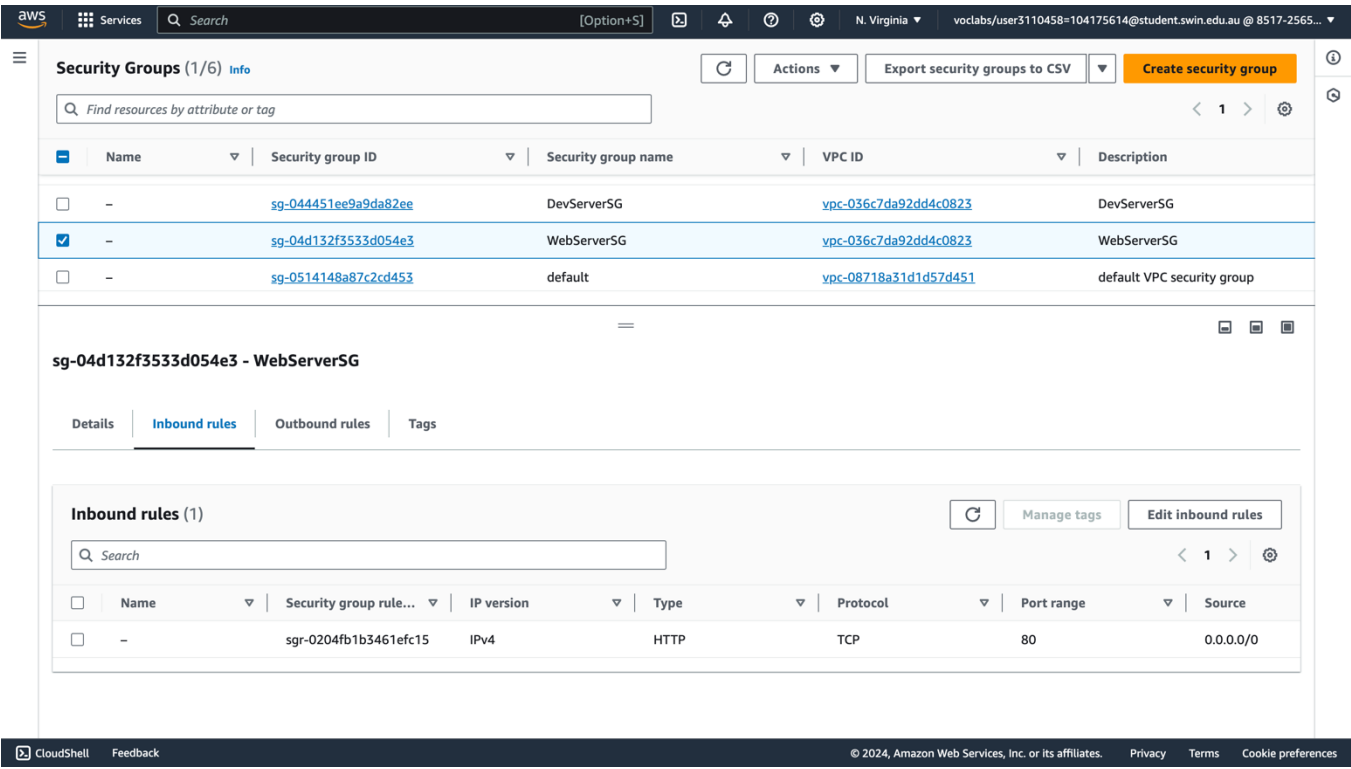 aws Services Search [Option+S] N. Virginia ▼ voclabs/user3110458=104175614@student.swin.edu.au @ 8517-2565... ▼
Security Groups (1/6) Info Actions ▼ Export security groups to CSV ▼ Create security group
Find resources by attribute or tag < 1 >
Name Security group ID Security group name VPC ID Description
– sg-044451ee9a9da82ee DevServerSG vpc-036c7da92dd4c0823 DevServerSG
– sg-04d132f3533d054e3 WebServerSG vpc-036c7da92dd4c0823 WebServerSG
– sg-0514148a87c2cd453 default vpc-08718a31d1d57d451 default VPC security group
sg-04d132f3533d054e3 - WebServerSG
Details Inbound rules Outbound rules Tags
Inbound rules (1) Manage tags Edit inbound rules
Search < 1 >
Name Security group rule... IP version Type Protocol Port range Source
– sgr-0204fb1b3461efc15 IPv4 HTTP TCP 80 0.0.0.0/0
CloudShell Feedback © 2024, Amazon Web Services, Inc. or its affiliates. Privacy Terms Cookie preferences